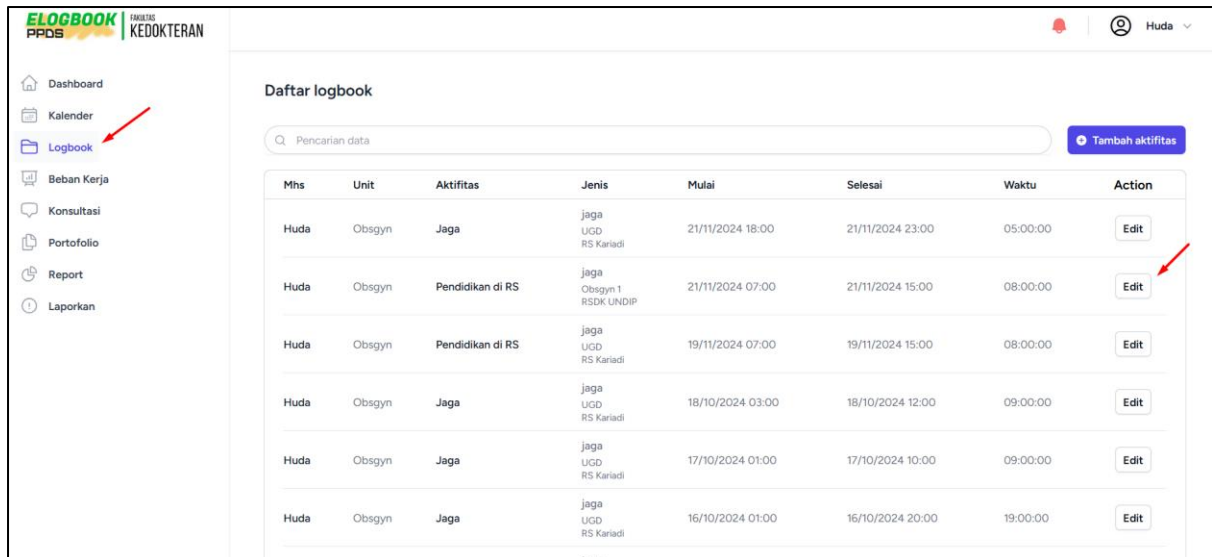 ELOGBOOK
PPDS
FAKULTAS
KEDOKTERAN
Huda
Dashboard
Kalender
Logbook
Beban Kerja
Konsultasi
Portofolio
Report
Laporkan
Daftar logbook
Pencarian data
Tambah aktifitas
Mhs Unit Aktifitas Jenis Mulai Selesai Waktu Action
Huda Obsgyn Jaga jaga 21/11/2024 18:00 21/11/2024 23:00 05:00:00 Edit
UGD
RS Kariadi
Huda Obsgyn Pendidikan di RS jaga 21/11/2024 07:00 21/11/2024 15:00 08:00:00 Edit
Obsgyn 1
RSDK UNDIP
Huda Obsgyn Pendidikan di RS jaga 19/11/2024 07:00 19/11/2024 15:00 08:00:00 Edit
UGD
RS Kariadi
Huda Obsgyn Jaga jaga 18/10/2024 03:00 18/10/2024 12:00 09:00:00 Edit
UGD
RS Kariadi
Huda Obsgyn Jaga jaga 17/10/2024 01:00 17/10/2024 10:00 09:00:00 Edit
UGD
RS Kariadi
Huda Obsgyn Jaga jaga 16/10/2024 01:00 16/10/2024 20:00 19:00:00 Edit
UGD
RS Kariadi